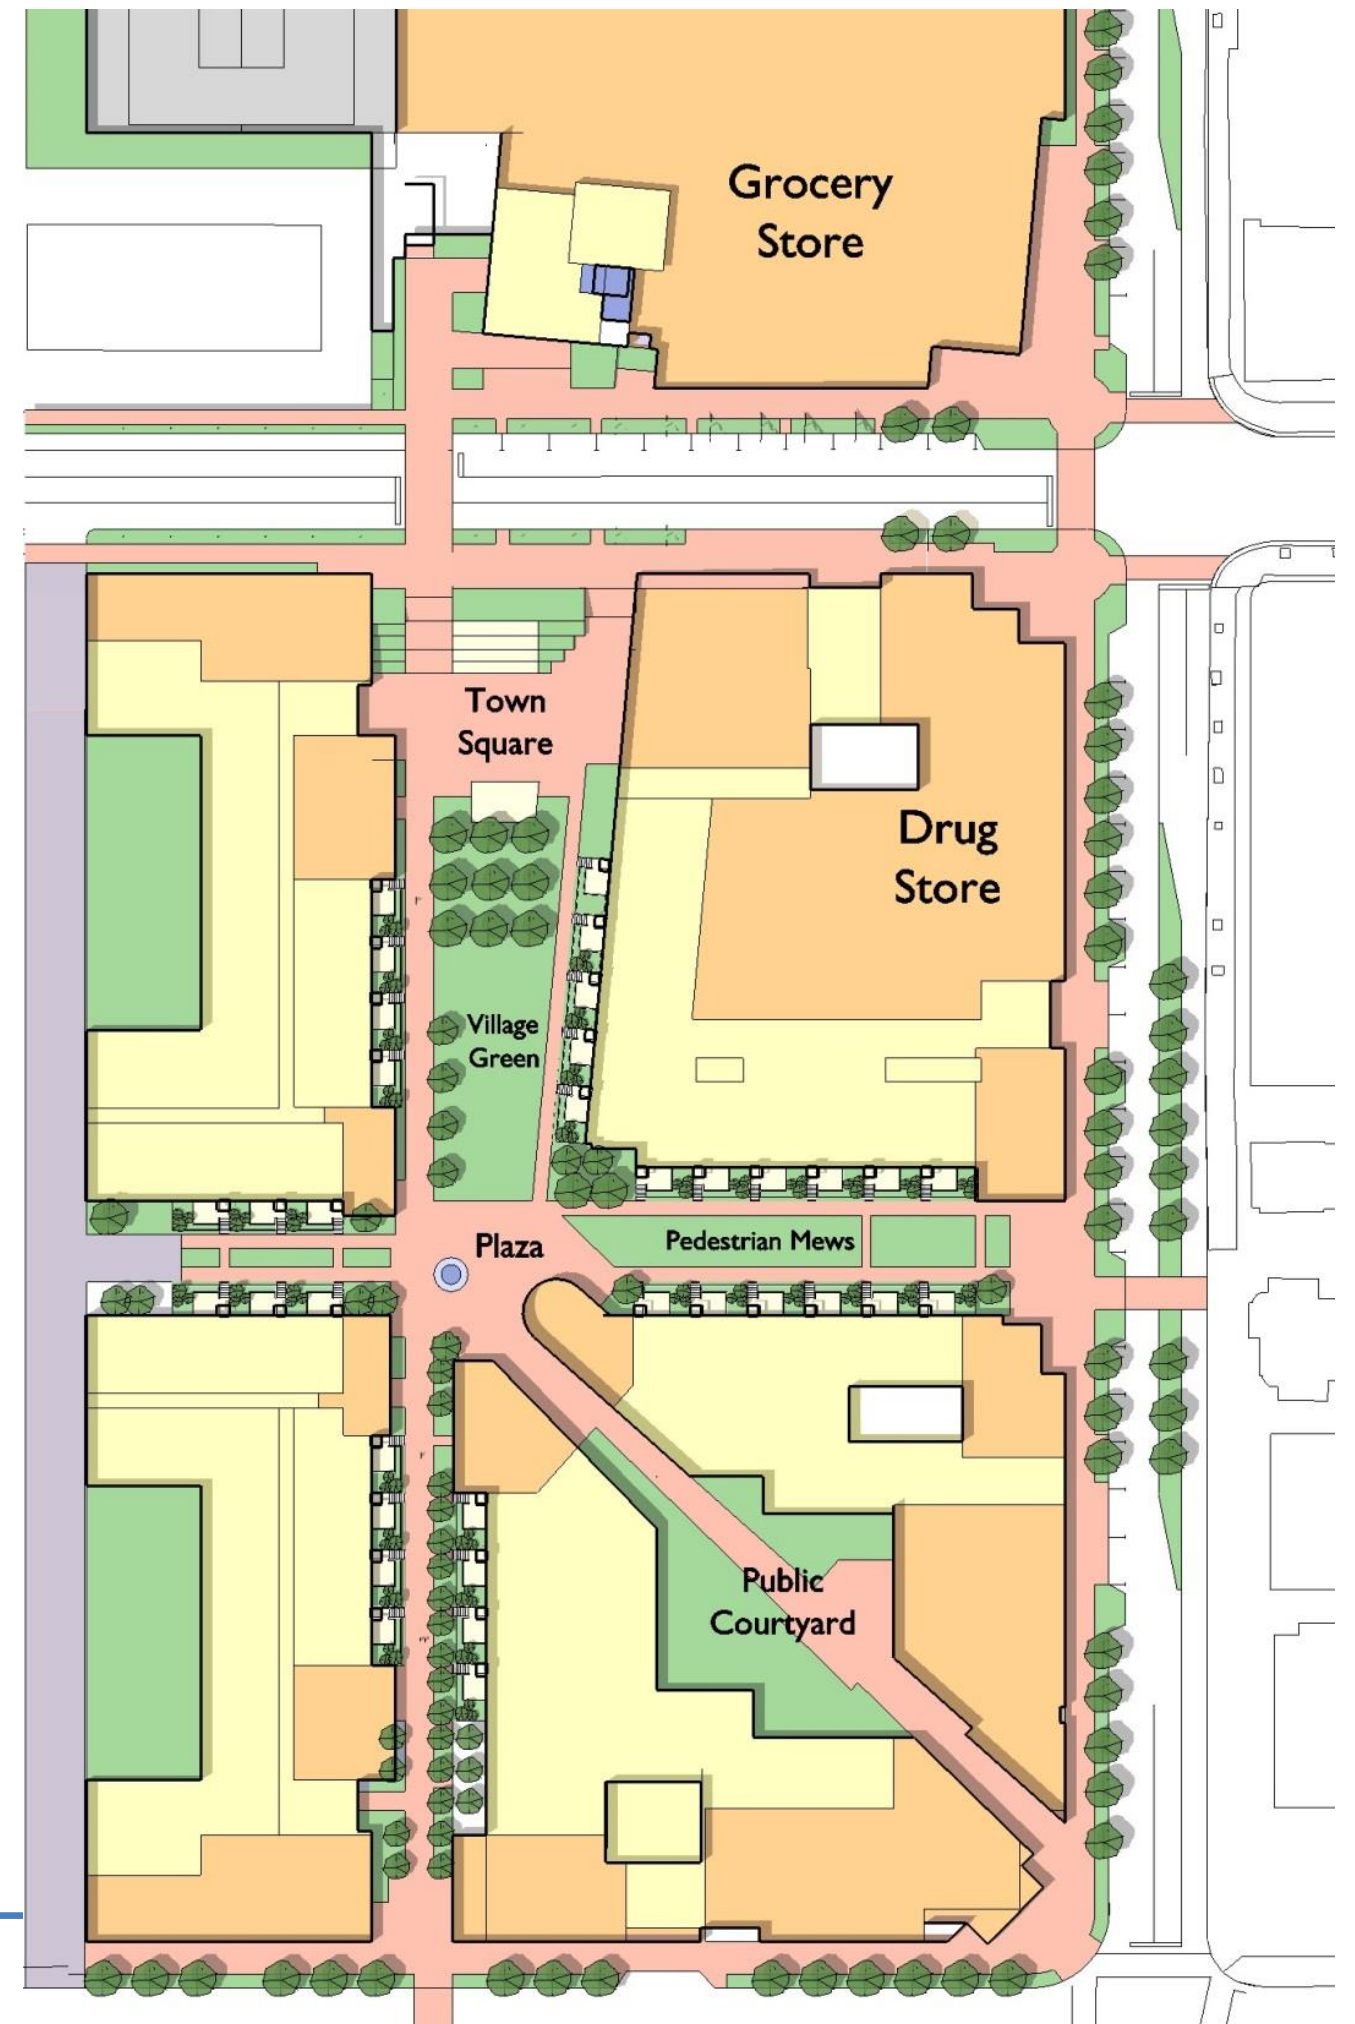 Grocery
Store
Town
Square
Drug
Store
Village
Green
Plaza
Pedestrian Mews
Public
Courtyard